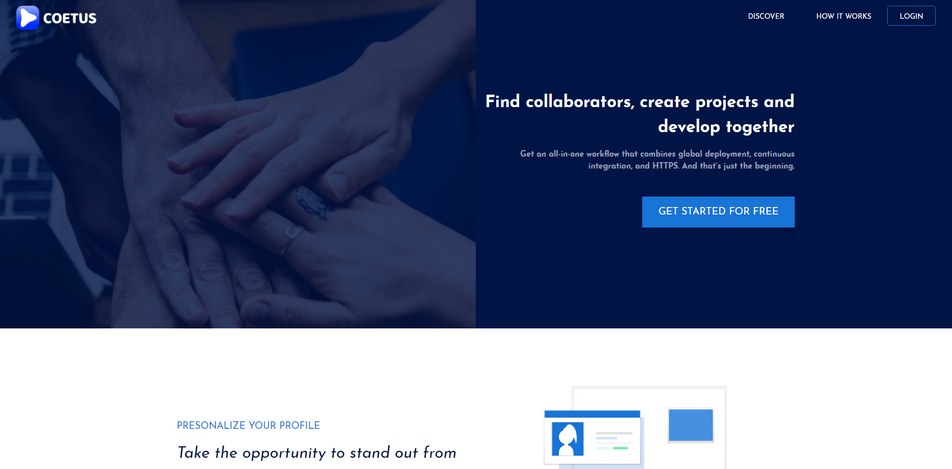 COETUS
DISCOVER
HOW IT WORKS
LOGIN
Find collaborators, create projects and
develop together
Get an all-in-one workflow that combines global deployment, continuous
integration, and HTTPS. And that's just the beginning.
GET STARTED FOR FREE
PRESONALIZE YOUR PROFILE
Take the opportunity to stand out from